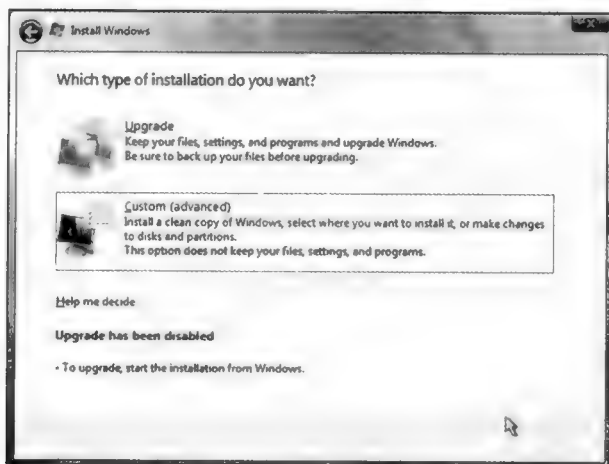 Install Windows
Which type of installation do you want?
Upgrade
Keep your files, settings, and programs and upgrade Windows.
Be sure to back up your files before upgrading.
Custom (advanced)
Install a clean copy of Windows, select where you want to install it, or make changes
to disks and partitions.
This option does not keep your files, settings, and programs.
Help me decide
Upgrade has been disabled
- To upgrade, start the installation from Windows.